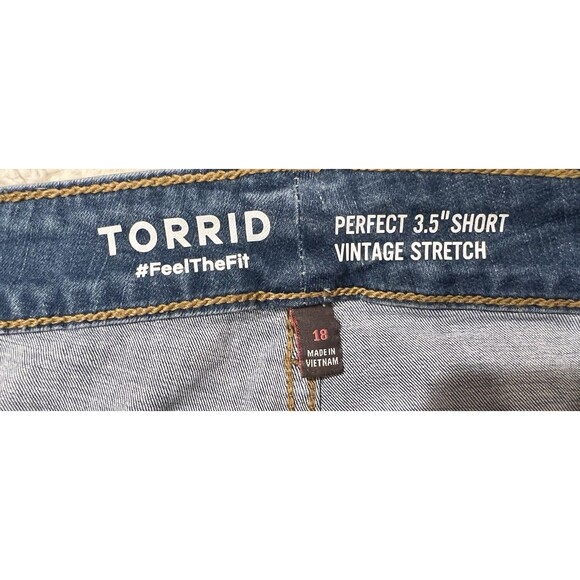 TORRID
#FeelTheFit
PERFECT 3.5" SHORT
VINTAGE STRETCH
18
MADE IN
VIETNAM